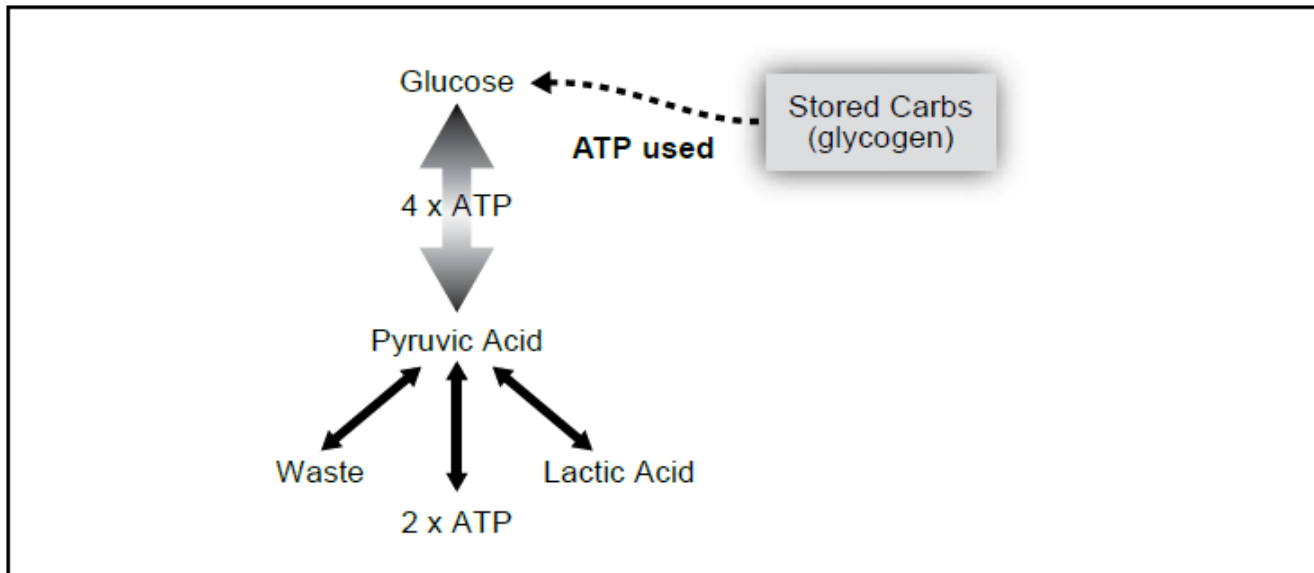 Glucose
Stored Carbs
(glycogen)
ATP used
4 x ATP
Pyruvic Acid
Waste
Lactic Acid
2 x ATP